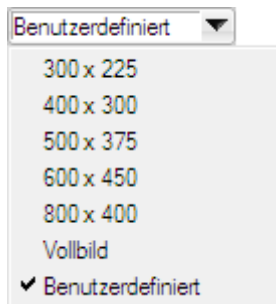 Benutzerdefiniert
300 x 225
400 x 300
500 x 375
600 x 450
800 x 400
Vollbild
Benutzerdefiniert